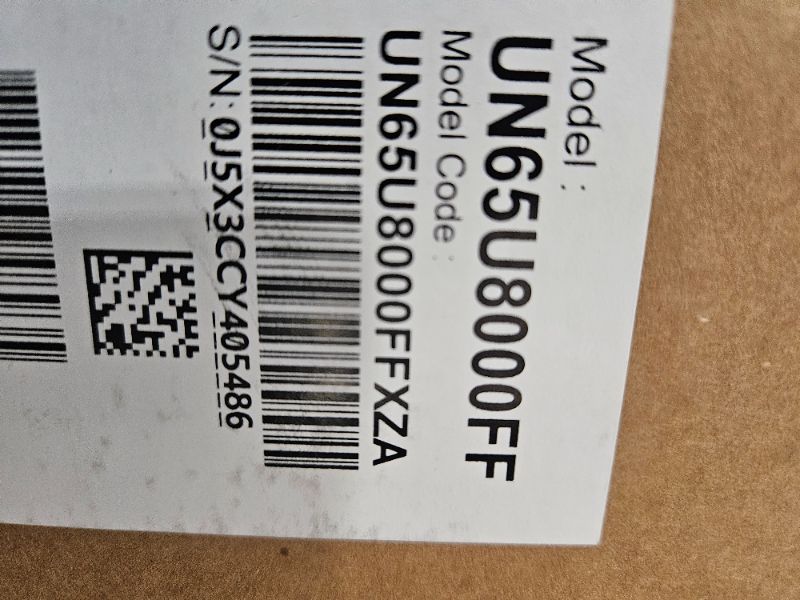 Model :
UN65U8000FF
Model Code :
UN65U8000FFXZA
S/N: 0J5X3CCY405486